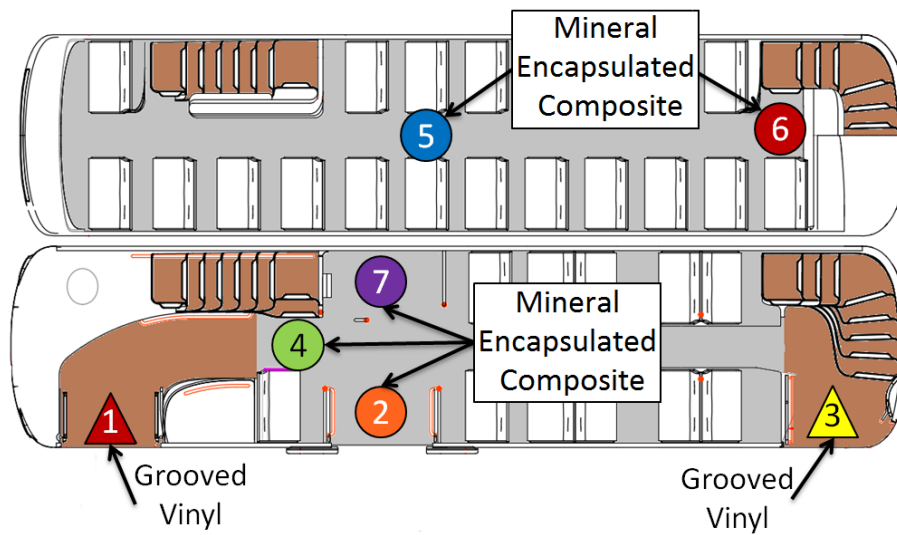 Mineral
Encapsulated
Composite
5
6
7
Mineral
Encapsulated
Composite
4
1
2
3
Grooved
Vinyl
Grooved
Vinyl